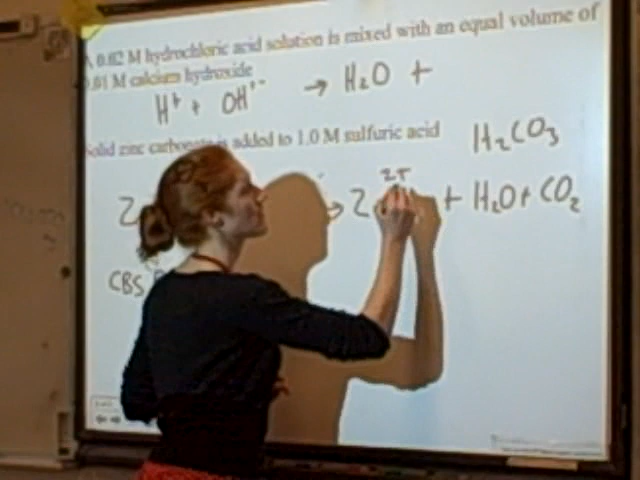 A 0.02 M hydrochloric acid solution is mixed with an equal volume of
0.01 M calcium hydroxide
H⁺ + OH⁻ → H₂O +
Solid zinc carbonate is added to 1.0 M sulfuric acid
H₂CO₃
Z → Z 2+ + H₂O + CO₂
CBS